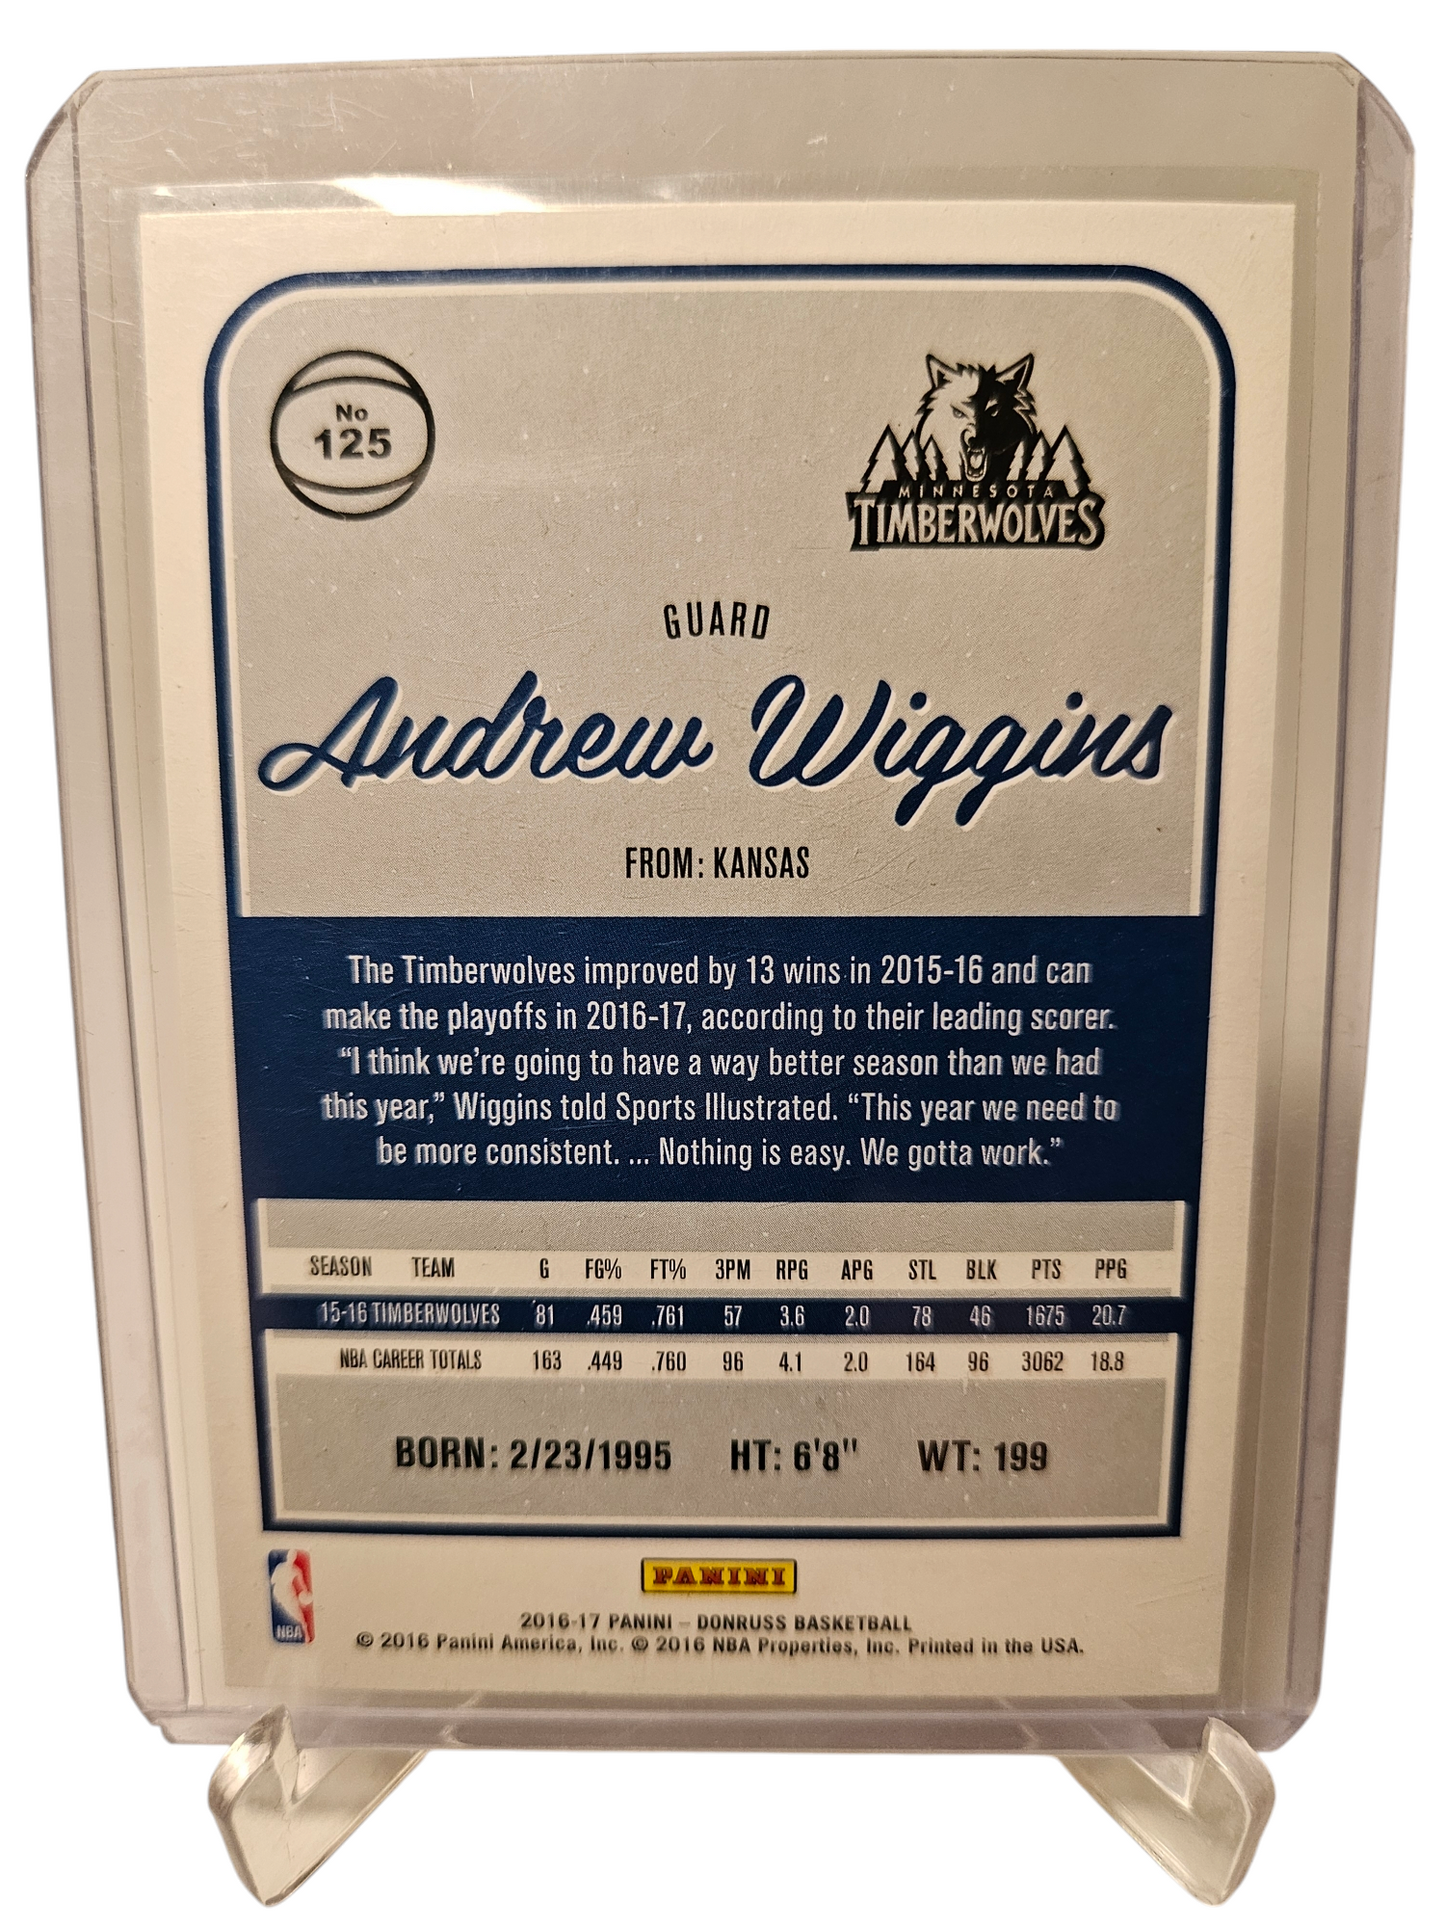 No
125
MINNESOTA
TIMBERWOLVES
GUARD
Andrew Wiggins
FROM: KANSAS
The Timberwolves improved by 13 wins in 2015-16 and can
make the playoffs in 2016-17, according to their leading scorer.
“I think we’re going to have a way better season than we had
this year,” Wiggins told Sports Illustrated. “This year we need to
be more consistent. ... Nothing is easy. We gotta work.”
SEASON TEAM G FG% FT% 3PM RPG APG STL BLK PTS PPG
15-16 TIMBERWOLVES 81 .459 .761 57 3.6 2.0 78 46 1675 20.7
NBA CAREER TOTALS 163 .449 .760 96 4.1 2.0 164 96 3062 18.8
BORN: 2/23/1995 HT: 6'8" WT: 199
NBA
PANINI
2016-17 PANINI – DONRUSS BASKETBALL
© 2016 Panini America, Inc. © 2016 NBA Properties, Inc. Printed in the USA.